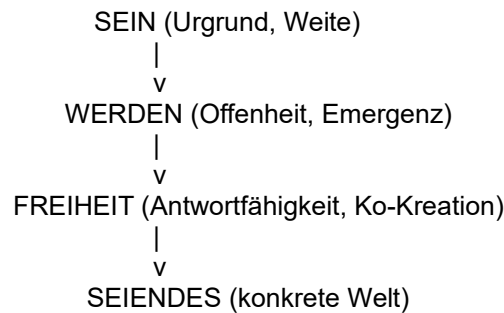 SEIN (Urgrund, Weite)
|
v
WERDEN (Offenheit, Emergenz)
|
v
FREIHEIT (Antwortfähigkeit, Ko-Kreation)
|
v
SEIENDES (konkrete Welt)